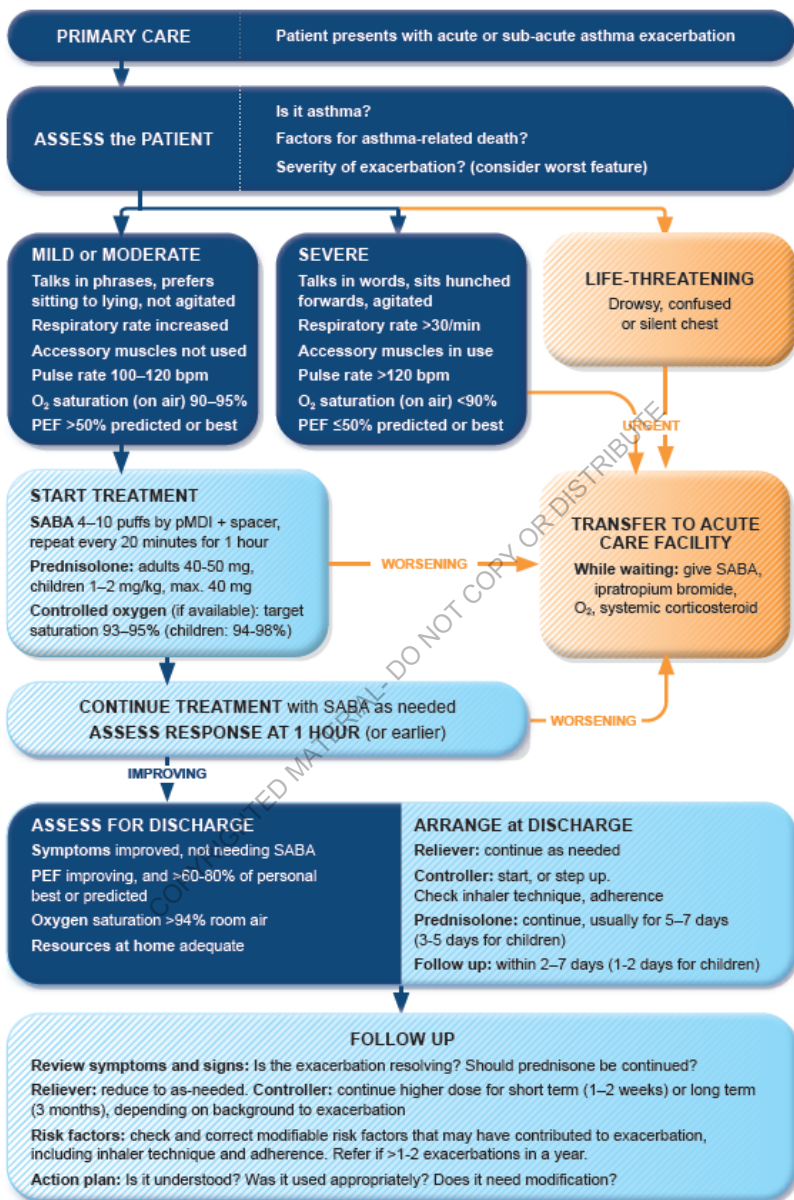 PRIMARY CARE
Patient presents with acute or sub-acute asthma exacerbation
ASSESS the PATIENT
Is it asthma?
Factors for asthma-related death?
Severity of exacerbation? (consider worst feature)
MILD or MODERATE
Talks in phrases, prefers
sitting to lying, not agitated
Respiratory rate increased
Accessory muscles not used
Pulse rate 100–120 bpm
O₂ saturation (on air) 90–95%
PEF >50% predicted or best
SEVERE
Talks in words, sits hunched
forwards, agitated
Respiratory rate >30/min
Accessory muscles in use
Pulse rate >120 bpm
O₂ saturation (on air) <90%
PEF ≤50% predicted or best
LIFE-THREATENING
Drowsy, confused
or silent chest
URGENT
START TREATMENT
SABA 4–10 puffs by pMDI + spacer,
repeat every 20 minutes for 1 hour
Prednisolone: adults 40-50 mg,
children 1–2 mg/kg, max. 40 mg
Controlled oxygen (if available): target
saturation 93–95% (children: 94-98%)
WORSENING
TRANSFER TO ACUTE
CARE FACILITY
While waiting: give SABA,
ipratropium bromide,
O₂, systemic corticosteroid
CONTINUE TREATMENT with SABA as needed
ASSESS RESPONSE AT 1 HOUR (or earlier)
WORSENING
IMPROVING
ASSESS FOR DISCHARGE
Symptoms improved, not needing SABA
PEF improving, and >60-80% of personal
best or predicted
Oxygen saturation >94% room air
Resources at home adequate
ARRANGE at DISCHARGE
Reliever: continue as needed
Controller: start, or step up.
Check inhaler technique, adherence
Prednisolone: continue, usually for 5–7 days
(3-5 days for children)
Follow up: within 2–7 days (1-2 days for children)
FOLLOW UP
Review symptoms and signs: Is the exacerbation resolving? Should prednisone be continued?
Reliever: reduce to as-needed. Controller: continue higher dose for short term (1–2 weeks) or long term
(3 months), depending on background to exacerbation
Risk factors: check and correct modifiable risk factors that may have contributed to exacerbation,
including inhaler technique and adherence. Refer if >1-2 exacerbations in a year.
Action plan: Is it understood? Was it used appropriately? Does it need modification?
COPYRIGHTED MATERIAL- DO NOT COPY OR DISTRIBUTE